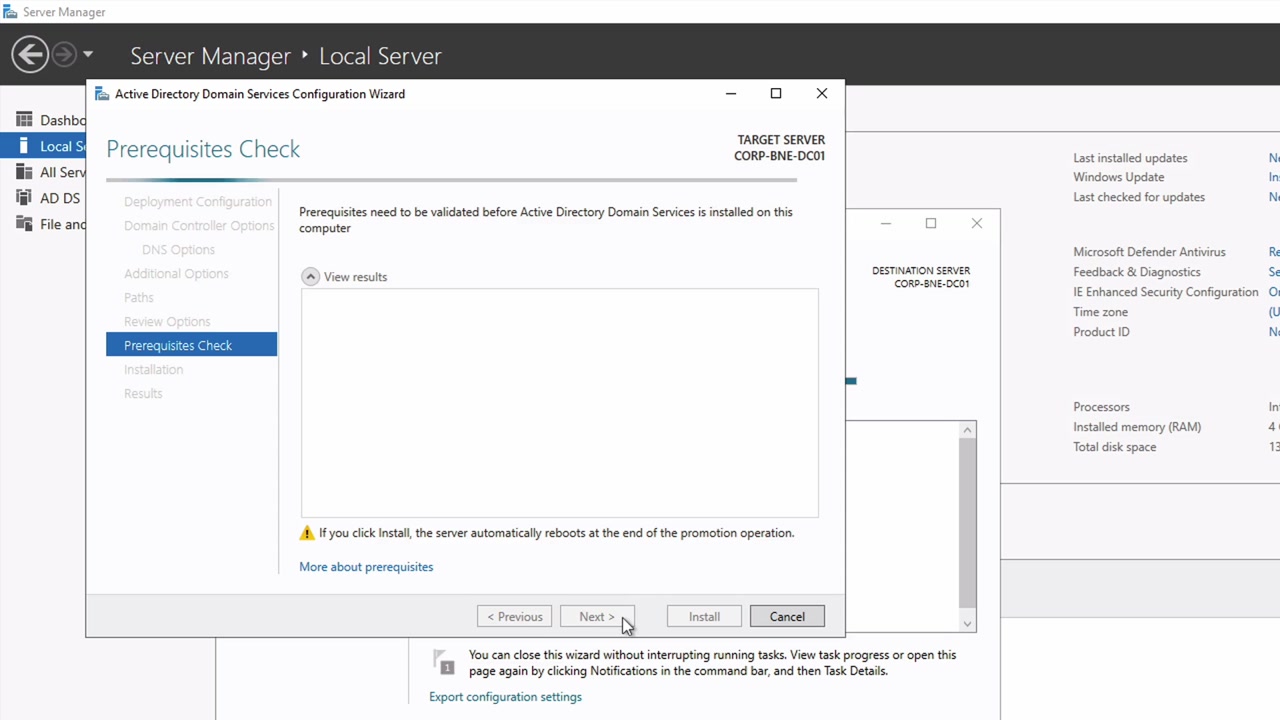 Server Manager
Server Manager ‣ Local Server
Active Directory Domain Services Configuration Wizard
Prerequisites Check
TARGET SERVER
CORP-BNE-DC01
Deployment Configuration
Domain Controller Options
DNS Options
Additional Options
Paths
Review Options
Prerequisites Check
Installation
Results
Prerequisites need to be validated before Active Directory Domain Services is installed on this
computer
View results
If you click Install, the server automatically reboots at the end of the promotion operation.
More about prerequisites
< Previous
Next >
Install
Cancel
Dashbo
Local Se
All Serv
AD DS
File and
DESTINATION SERVER
CORP-BNE-DC01
1
You can close this wizard without interrupting running tasks. View task progress or open this
page again by clicking Notifications in the command bar, and then Task Details.
Export configuration settings
Last installed updates
Windows Update
Last checked for updates
Microsoft Defender Antivirus
Feedback & Diagnostics
IE Enhanced Security Configuration
Time zone
Product ID
Processors
Installed memory (RAM)
Total disk space